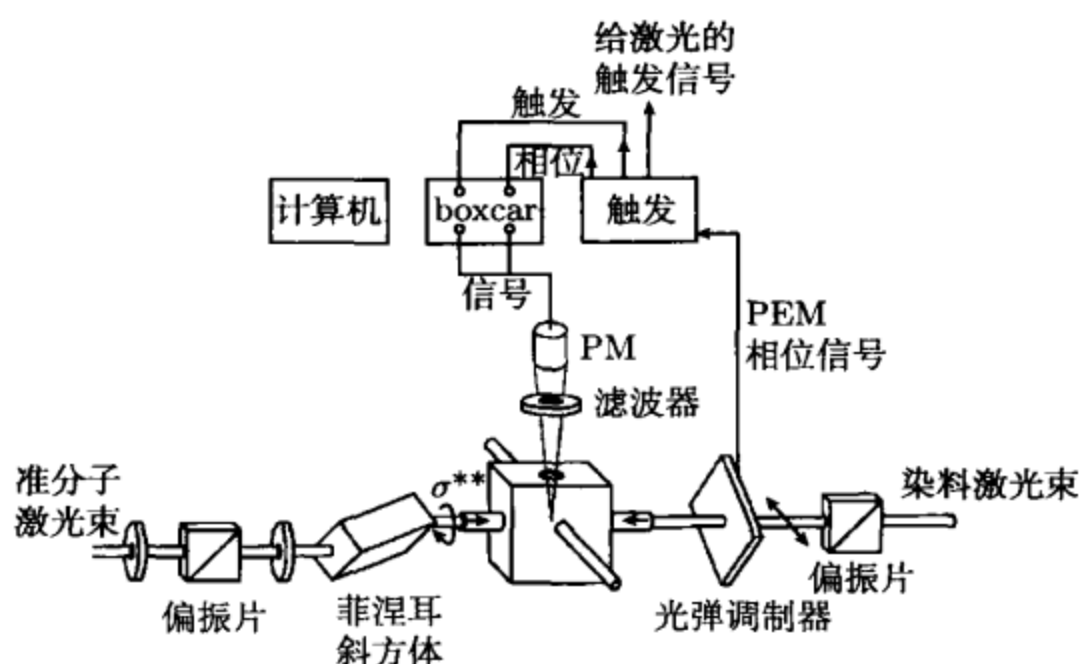 给激光的
触发信号
触发
相位
计算机
boxcar
触发
信号
PEM
相位信号
PM
滤波器
准分子
激光束
σ**
染料激光束
偏振片
菲涅耳
斜方体
光弹调制器
偏振片